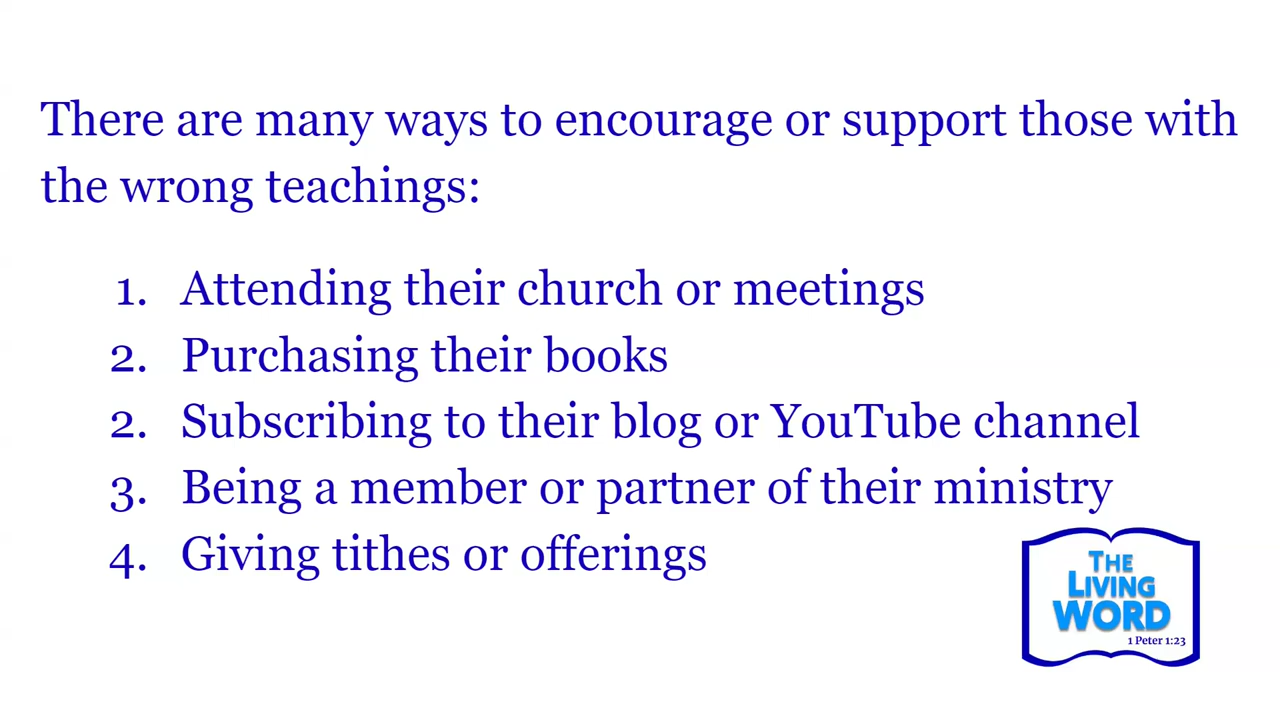 There are many ways to encourage or support those with
the wrong teachings:
1. Attending their church or meetings
2. Purchasing their books
2. Subscribing to their blog or YouTube channel
3. Being a member or partner of their ministry
4. Giving tithes or offerings
THE
LIVING
WORD
1 Peter 1:23